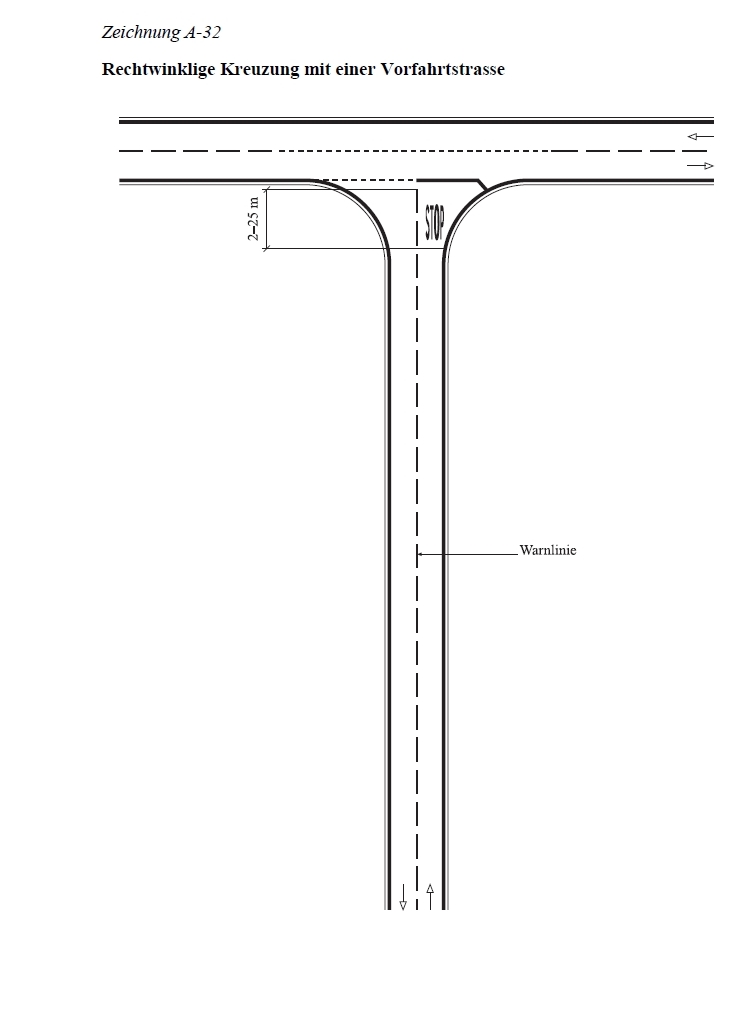 Zeichnung A-32
Rechtwinklige Kreuzung mit einer Vorfahrtstrasse
2–25 m
STOP
Warnlinie